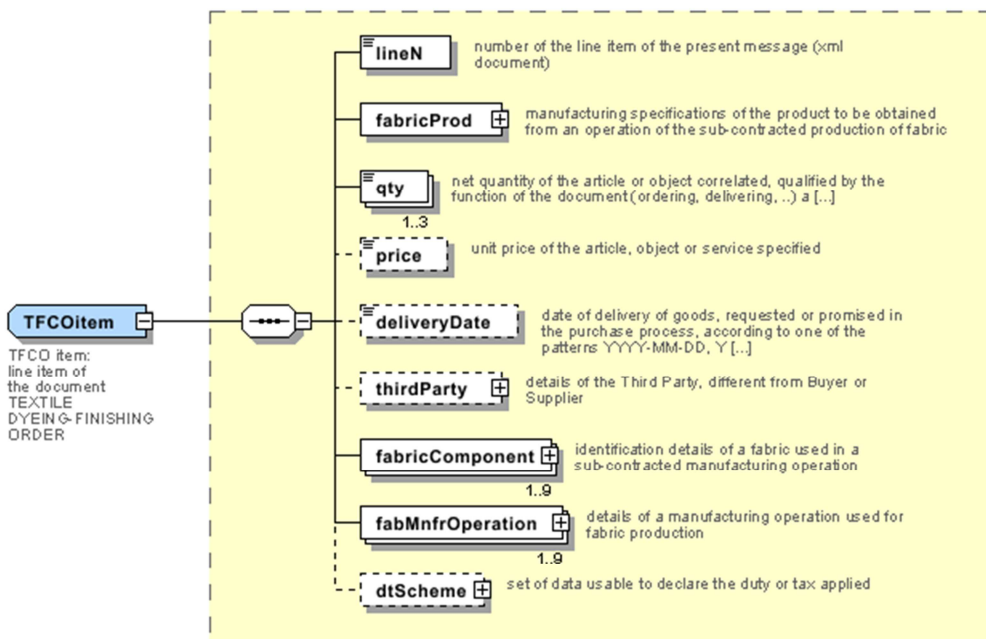 lineN
number of the line item of the present message (xml
document)
fabricProd
manufacturing specifications of the product to be obtained
from an operation of the sub-contracted production of fabric
qty
net quantity of the article or object correlated, qualified by the
function of the document (ordering, delivering, ..) a [...]
1..3
price
unit price of the article, object or service specified
TFCOitem
TFCO item:
line item of
the document
TEXTILE
DYEING-FINISHING
ORDER
deliveryDate
date of delivery of goods, requested or promised in
the purchase process, according to one of the
patterns YYYY-MM-DD, Y [...]
thirdParty
details of the Third Party, different from Buyer or
Supplier
fabricComponent
identification details of a fabric used in a
sub-contracted manufacturing operation
1..9
fabMnfrOperation
details of a manufacturing operation used for
fabric production
1..9
dtScheme
set of data usable to declare the duty or tax applied